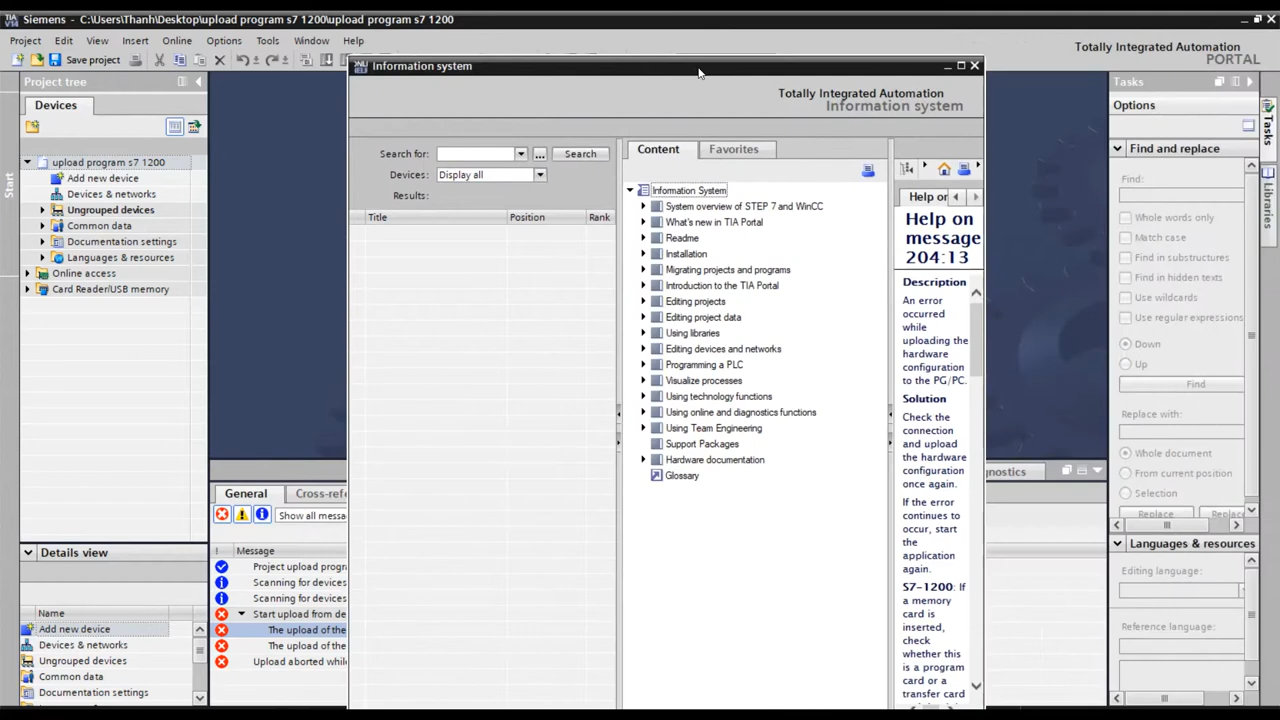 TIA
V14
Siemens - C:\Users\Thanh\Desktop\upload program s7 1200\upload program s7 1200
Project Edit View Insert Online Options Tools Window Help
Totally Integrated Automation
PORTAL
Save project
Project tree
Devices
Start
upload program s7 1200
Add new device
Devices & networks
Ungrouped devices
Common data
Documentation settings
Languages & resources
Online access
Card Reader/USB memory
Details view
Name
Add new device
Devices & networks
Ungrouped devices
Common data
Documentation settings
General Cross-ref
Show all messa
! Message
Project upload progr
Scanning for devices
Scanning for devices
Start upload from de
The upload of the
The upload of the
Upload aborted while
Information system
Totally Integrated Automation
Information system
Search for: ... Search
Devices: Display all
Results:
Title Position Rank
Content Favorites
Information System
System overview of STEP 7 and WinCC
What's new in TIA Portal
Readme
Installation
Migrating projects and programs
Introduction to the TIA Portal
Editing projects
Editing project data
Using libraries
Editing devices and networks
Programming a PLC
Visualize processes
Using technology functions
Using online and diagnostics functions
Using Team Engineering
Support Packages
Hardware documentation
Glossary
Help or
Help on
message
204:13
Description
An error
occurred
while
uploading the
hardware
configuration
to the PG/PC.
Solution
Check the
connection
and upload
the hardware
configuration
once again.
If the error
continues to
occur, start
the
application
again.
S7-1200: If
a memory
card is
inserted,
check
whether this
is a program
card or a
transfer card
gnostics
Tasks
Options
Find and replace
Find:
Whole words only
Match case
Find in substructures
Find in hidden texts
Use wildcards
Use regular expressions
Down
Up
Find
Replace with:
Whole document
From current position
Selection
Replace Replac
Languages & resources
Editing language:
Reference language:
Tasks
Libraries